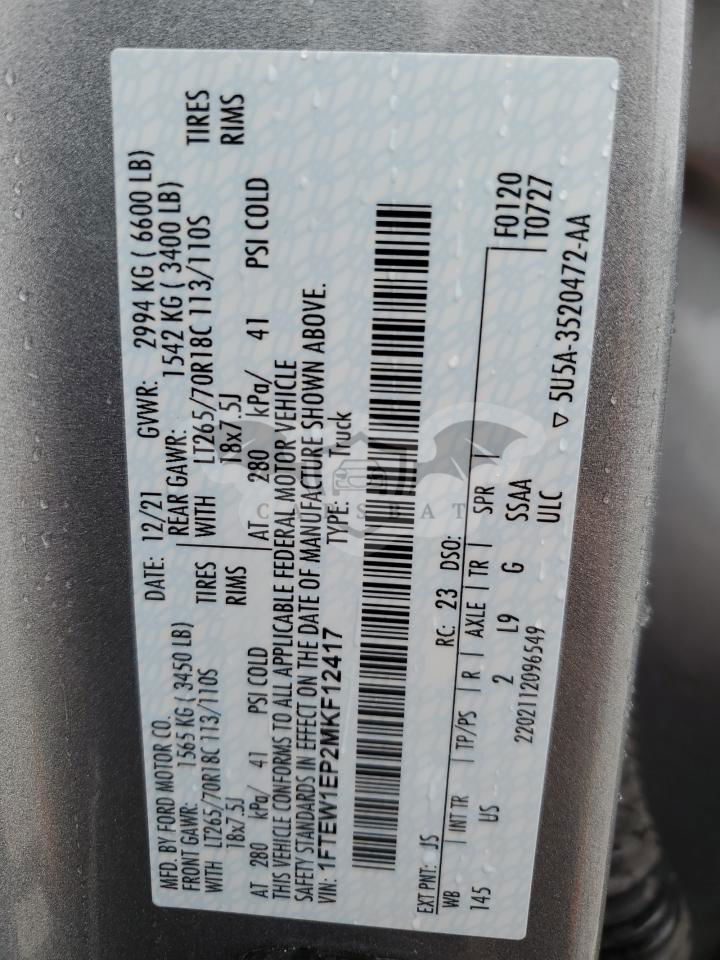 MFD. BY FORD MOTOR CO. DATE: 12/21 GVWR: 2994 KG ( 6600 LB)
FRONT GAWR: 1565 KG ( 3450 LB) REAR GAWR: 1542 KG ( 3400 LB)
WITH LT265/70R18C 113/110S TIRES WITH LT265/70R18C 113/110S TIRES
18x7.5J RIMS 18x7.5J RIMS
AT 280 kPa/ 41 PSI COLD AT 280 kPa/ 41 PSI COLD
THIS VEHICLE CONFORMS TO ALL APPLICABLE FEDERAL MOTOR VEHICLE
SAFETY STANDARDS IN EFFECT ON THE DATE OF MANUFACTURE SHOWN ABOVE.
VIN: 1FTEW1EP2MKF12417 TYPE: Truck
CARSBAT
EXT PNT: JS RC: 23 DSO:
WB INT TR TP/PS R AXLE TR SPR F0120
145 US 2 L9 G SSAA T0727
2202112096549 ULC
▽ 5U5A-3520472-AA